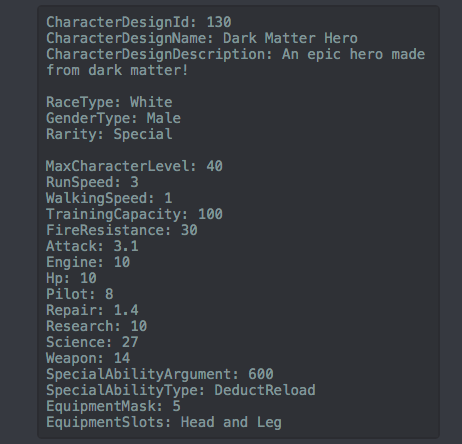 CharacterDesignId: 130
CharacterDesignName: Dark Matter Hero
CharacterDesignDescription: An epic hero made
from dark matter!
RaceType: White
GenderType: Male
Rarity: Special
MaxCharacterLevel: 40
RunSpeed: 3
WalkingSpeed: 1
TrainingCapacity: 100
FireResistance: 30
Attack: 3.1
Engine: 10
Hp: 10
Pilot: 8
Repair: 1.4
Research: 10
Science: 27
Weapon: 14
SpecialAbilityArgument: 600
SpecialAbilityType: DeductReload
EquipmentMask: 5
EquipmentSlots: Head and Leg